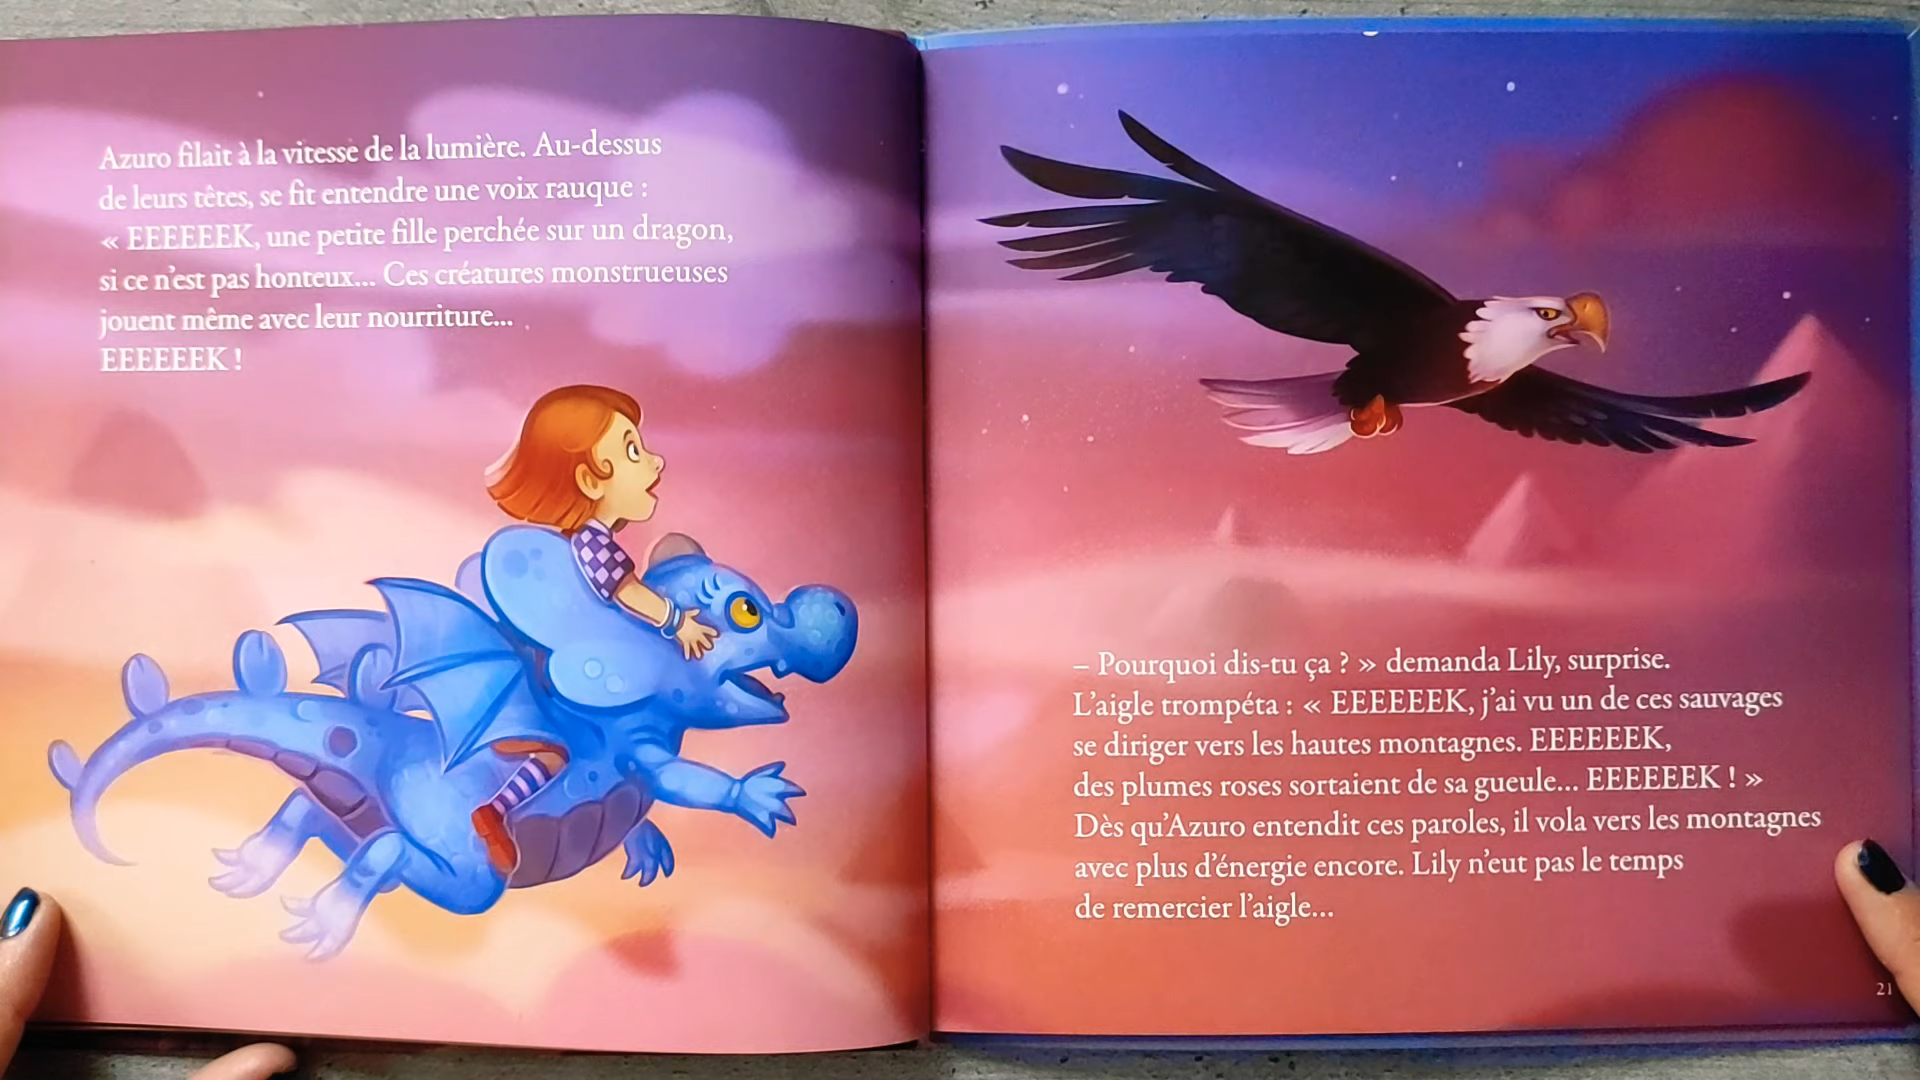 Azuro filait à la vitesse de la lumière. Au-dessus
de leurs têtes, se fit entendre une voix rauque :
« EEEEEEK, une petite fille perchée sur un dragon,
si ce n'est pas honteux... Ces créatures monstrueuses
jouent même avec leur nourriture...
EEEEEEK !
– Pourquoi dis-tu ça ? » demanda Lily, surprise.
L'aigle trompéta : « EEEEEEK, j'ai vu un de ces sauvages
se diriger vers les hautes montagnes. EEEEEEK,
des plumes roses sortaient de sa gueule... EEEEEEK ! »
Dès qu'Azuro entendit ces paroles, il vola vers les montagnes
avec plus d'énergie encore. Lily n'eut pas le temps
de remercier l'aigle...
21